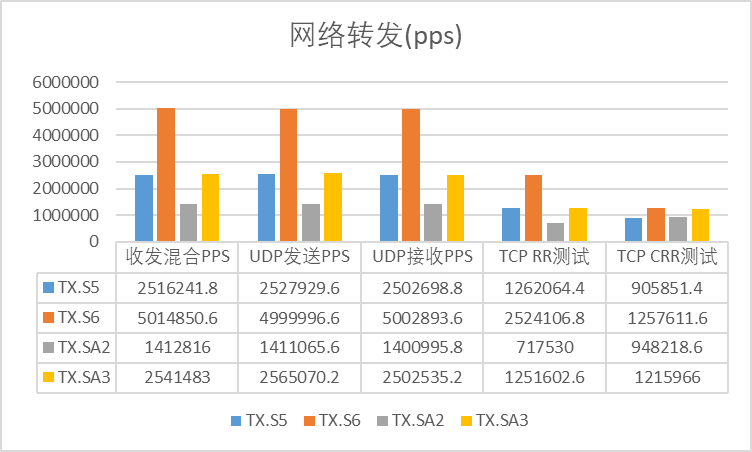 网络转发(pps)
6000000
5000000
4000000
3000000
2000000
1000000
0
收发混合PPS UDP发送PPS UDP接收PPS TCP RR测试 TCP CRR测试
TX.S5 2516241.8 2527929.6 2502698.8 1262064.4 905851.4
TX.S6 5014850.6 4999996.6 5002893.6 2524106.8 1257611.6
TX.SA2 1412816 1411065.6 1400995.8 717530 948218.6
TX.SA3 2541483 2565070.2 2502535.2 1251602.6 1215966
TX.S5 TX.S6 TX.SA2 TX.SA3